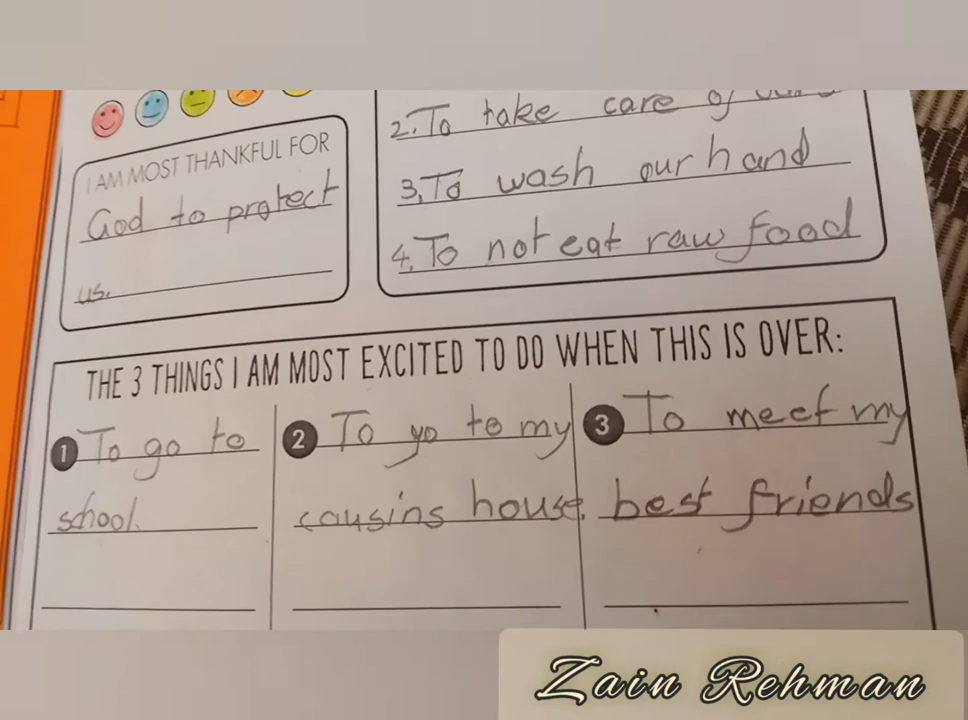 2. To take care of
I AM MOST THANKFUL FOR
God to protect
us.
3. To wash our hand
4. To not eat raw food
THE 3 THINGS I AM MOST EXCITED TO DO WHEN THIS IS OVER:
1 To go to
school.
2 To go to my
cousins house.
3 To meet my
best friends
Zain Rehman